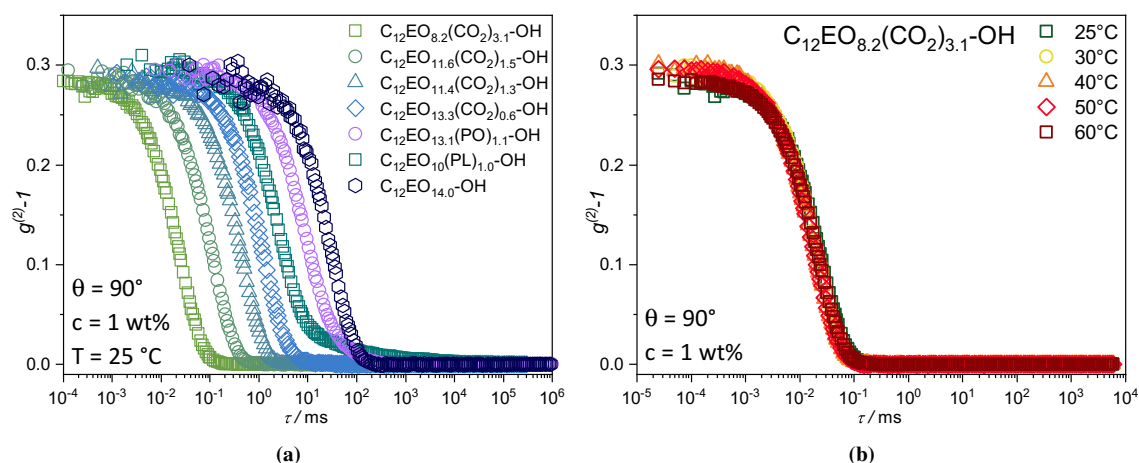 C₁₂EO₈.₂(CO₂)₃.₁-OH
C₁₂EO₁₁.₆(CO₂)₁.₅-OH
C₁₂EO₁₁.₄(CO₂)₁.₃-OH
C₁₂EO₁₃.₃(CO₂)₀.₆-OH
C₁₂EO₁₃.₁(PO)₁.₁-OH
C₁₂EO₁₀(PL)₁.₀-OH
C₁₂EO₁₄.₀-OH
0.3
0.2
0.1
0.0
g⁽²⁾-1
θ = 90°
c = 1 wt%
T = 25 °C
10⁻⁴ 10⁻³ 10⁻² 10⁻¹ 10⁰ 10¹ 10² 10³ 10⁴ 10⁵ 10⁶
τ / ms
(a)
C₁₂EO₈.₂(CO₂)₃.₁-OH
25°C
30°C
40°C
50°C
60°C
0.3
0.2
0.1
0.0
g⁽²⁾-1
θ = 90°
c = 1 wt%
10⁻⁵ 10⁻⁴ 10⁻³ 10⁻² 10⁻¹ 10⁰ 10¹ 10² 10³ 10⁴
τ / ms
(b)